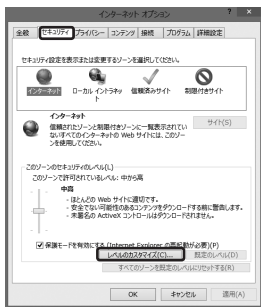 インターネット オプション
? ×
全般 セキュリティ プライバシー コンテンツ 接続 プログラム 詳細設定
セキュリティ設定を表示または変更するゾーンを選択してください。
インターネット ローカル イントラネット 信頼済みサイト 制限付きサイト
インターネット
信頼されたゾーンと制限付きゾーンに一覧表示されていないすべてのインターネット Web サイトには、このゾーンを使用してください。
サイト(S)
このゾーンのセキュリティのレベル(L)
このゾーンで許可されているレベル: 中から高
中高
- ほとんどの Web サイトに適切です。
- 安全でない可能性のあるコンテンツをダウンロードする前に警告します。
- 未署名の ActiveX コントロールはダウンロードされません。
保護モードを有効にする (Internet Explorer の再起動が必要)(P)
レベルのカスタマイズ(C)... 既定のレベル(D)
すべてのゾーンを既定のレベルにリセットする(R)
OK キャンセル 適用(A)